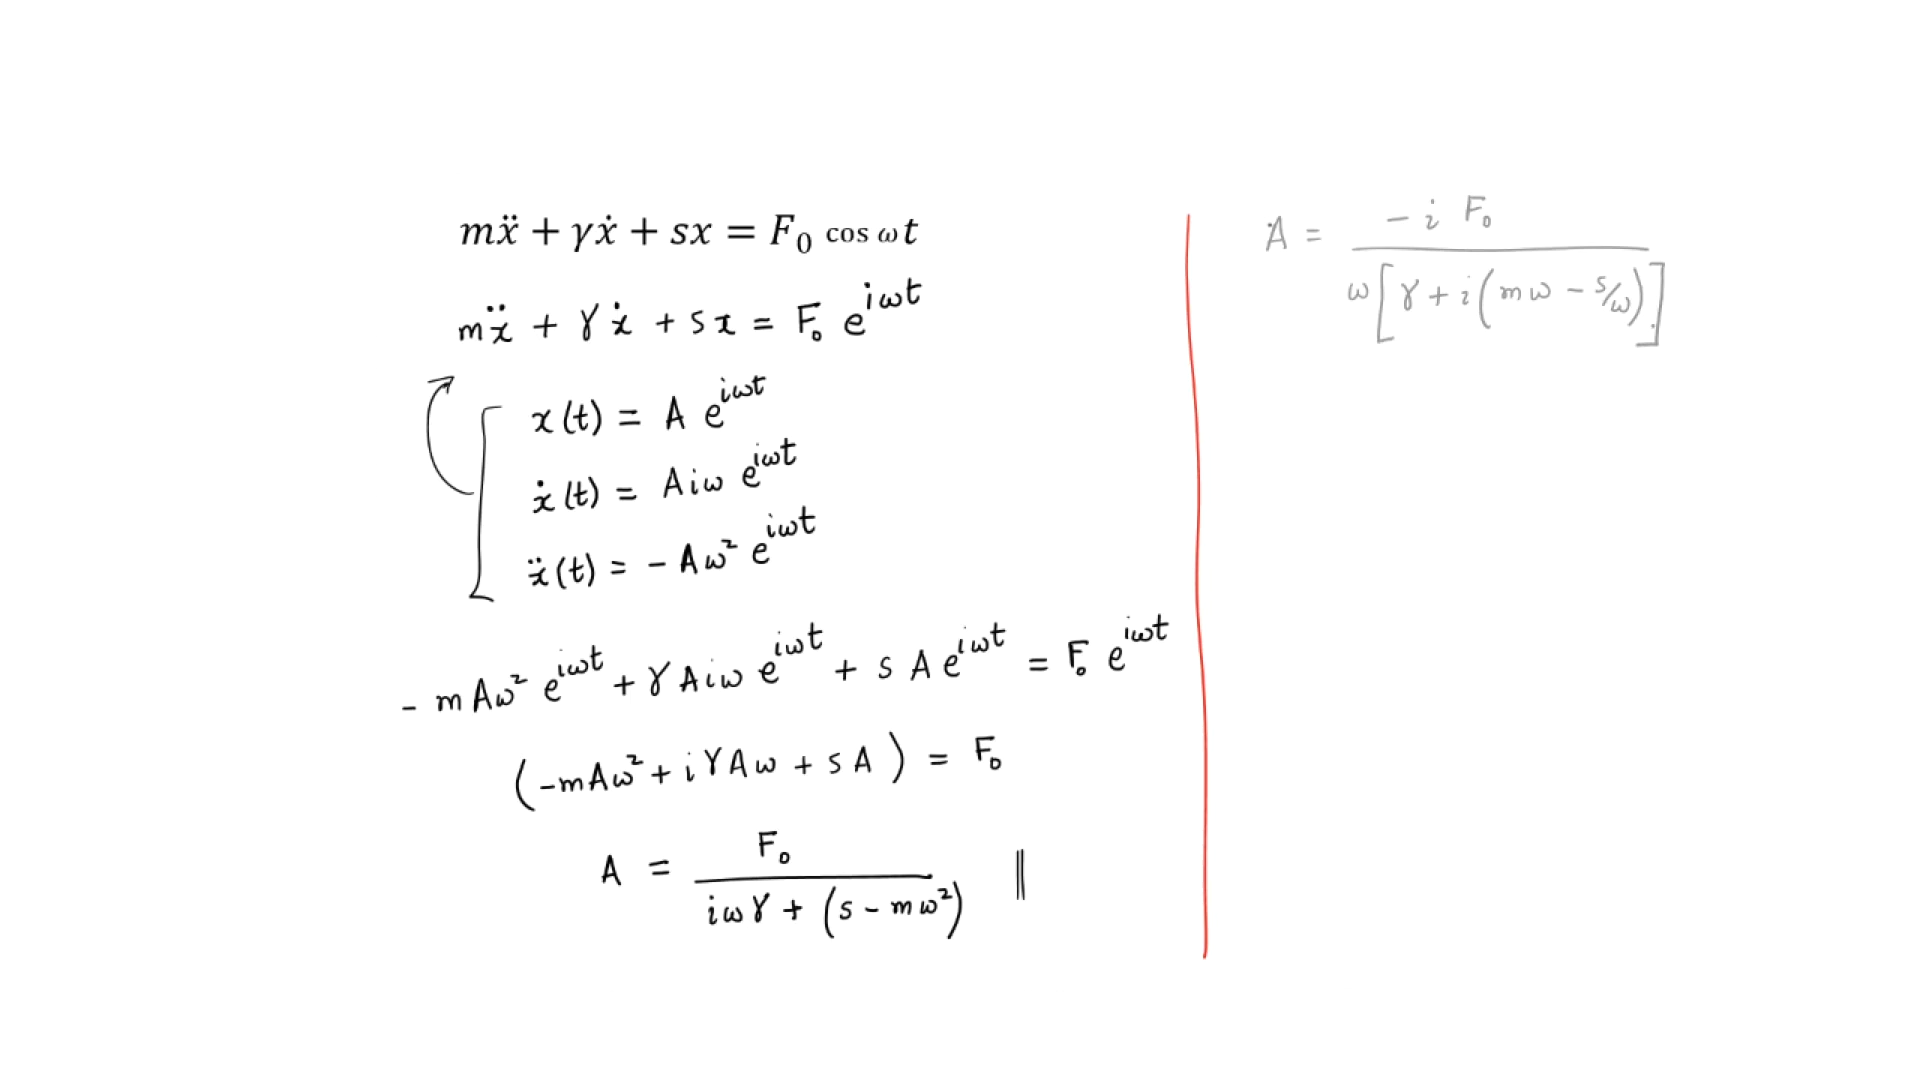 mẍ + γẋ + sx = F₀ cos ωt
mẍ + γẋ + sx = F₀ e^{iωt}
x(t) = A e^{iωt}
ẋ(t) = Aiω e^{iωt}
ẍ(t) = - Aω² e^{iωt}
- mAω² e^{iωt} + γAiω e^{iωt} + sA e^{iωt} = F₀ e^{iωt}
(-mAω² + iγAω + sA) = F₀
A = F₀ / (iωγ + (s - mω²)) ||
A = -i F₀ / (ω[γ + i(mω - s/ω)])